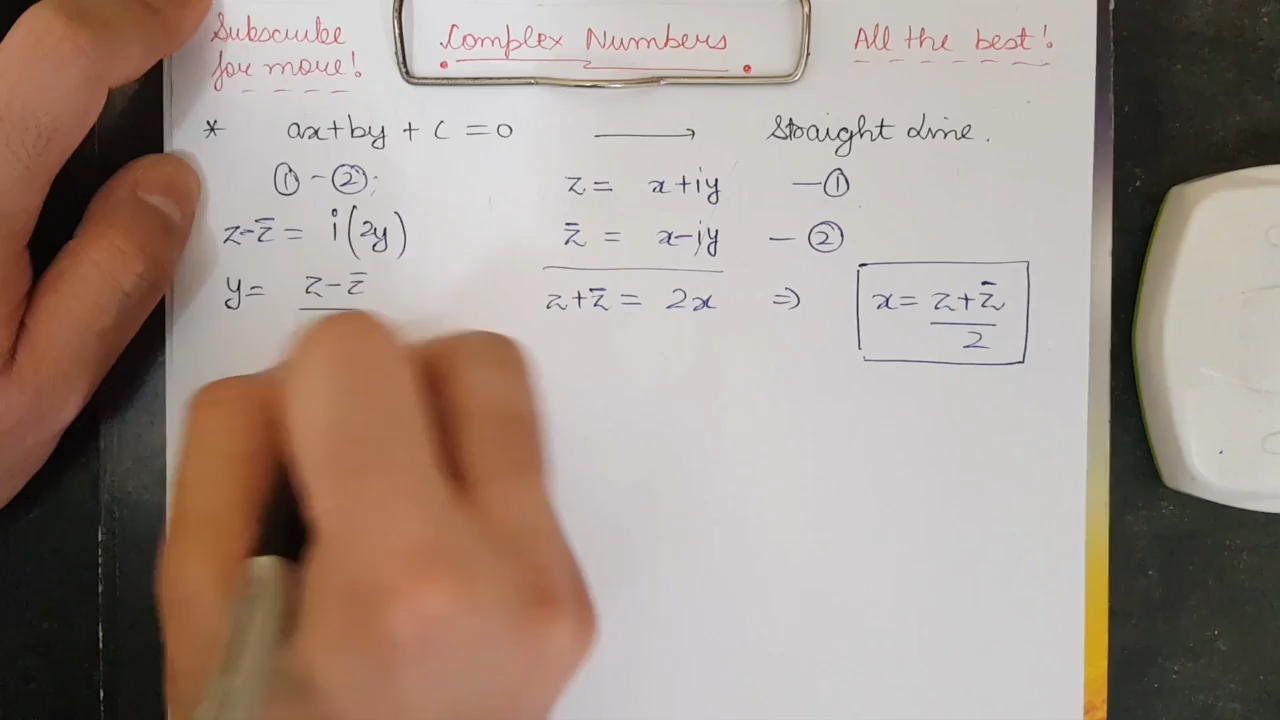 Subscribe
for more!
Complex Numbers
All the best!
* ax+by + c = 0 ⟶ Straight Line.
① - ②;
z-z̄ = i(2y)
y = z-z̄
z = x+iy -①
z̄ = x-iy -②
z+z̄ = 2x ⇒ x = z+z̄
2